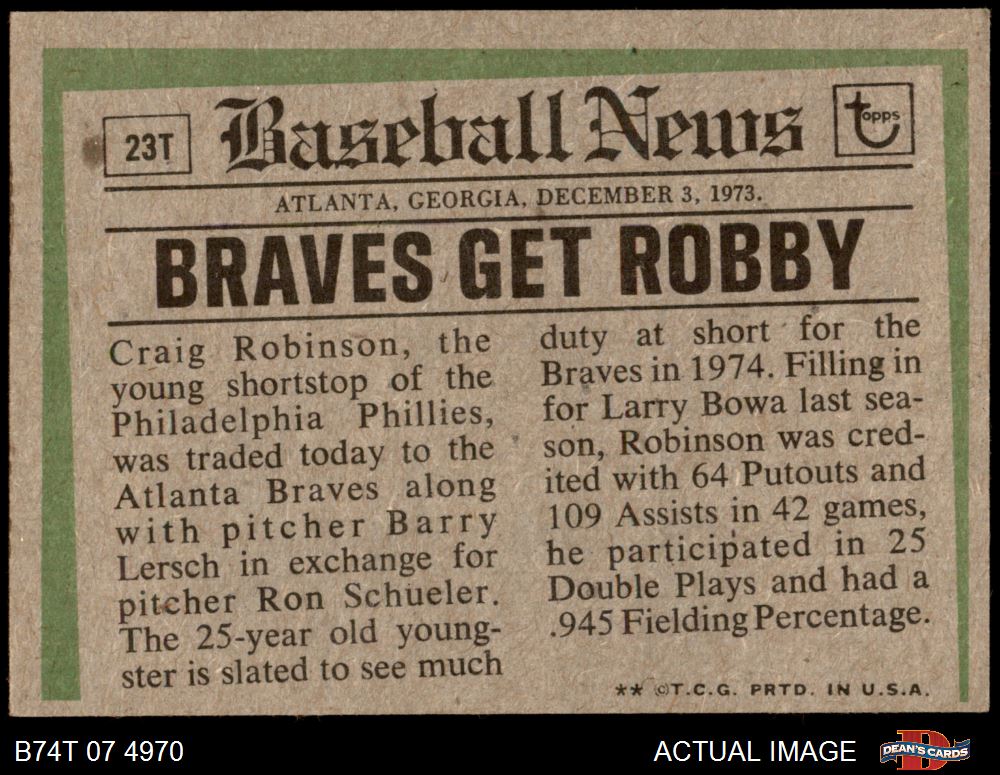 23T
Baseball News
Topps
ATLANTA, GEORGIA, DECEMBER 3, 1973.
BRAVES GET ROBBY
Craig Robinson, the
young shortstop of the
Philadelphia Phillies,
was traded today to the
Atlanta Braves along
with pitcher Barry
Lersch in exchange for
pitcher Ron Schueler.
The 25-year old young-
ster is slated to see much
duty at short for the
Braves in 1974. Filling in
for Larry Bowa last sea-
son, Robinson was cred-
ited with 64 Putouts and
109 Assists in 42 games,
he participated in 25
Double Plays and had a
.945 Fielding Percentage.
** ©T.C.G. PRTD. IN U.S.A.
B74T 07 4970
ACTUAL IMAGE
D
DEAN'S CARDS